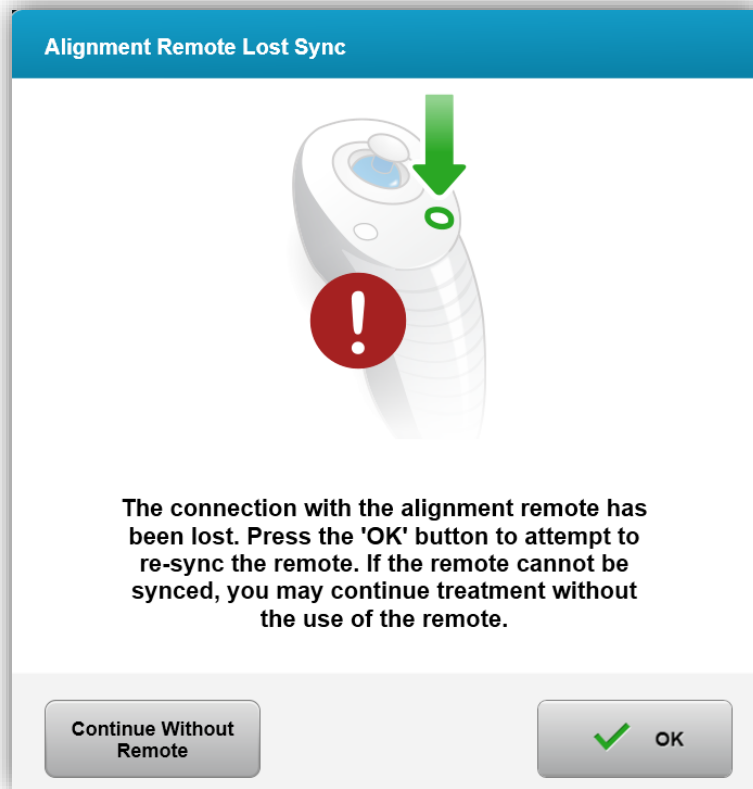 Alignment Remote Lost Sync
The connection with the alignment remote has
been lost. Press the 'OK' button to attempt to
re-sync the remote. If the remote cannot be
synced, you may continue treatment without
the use of the remote.
Continue Without
Remote
OK